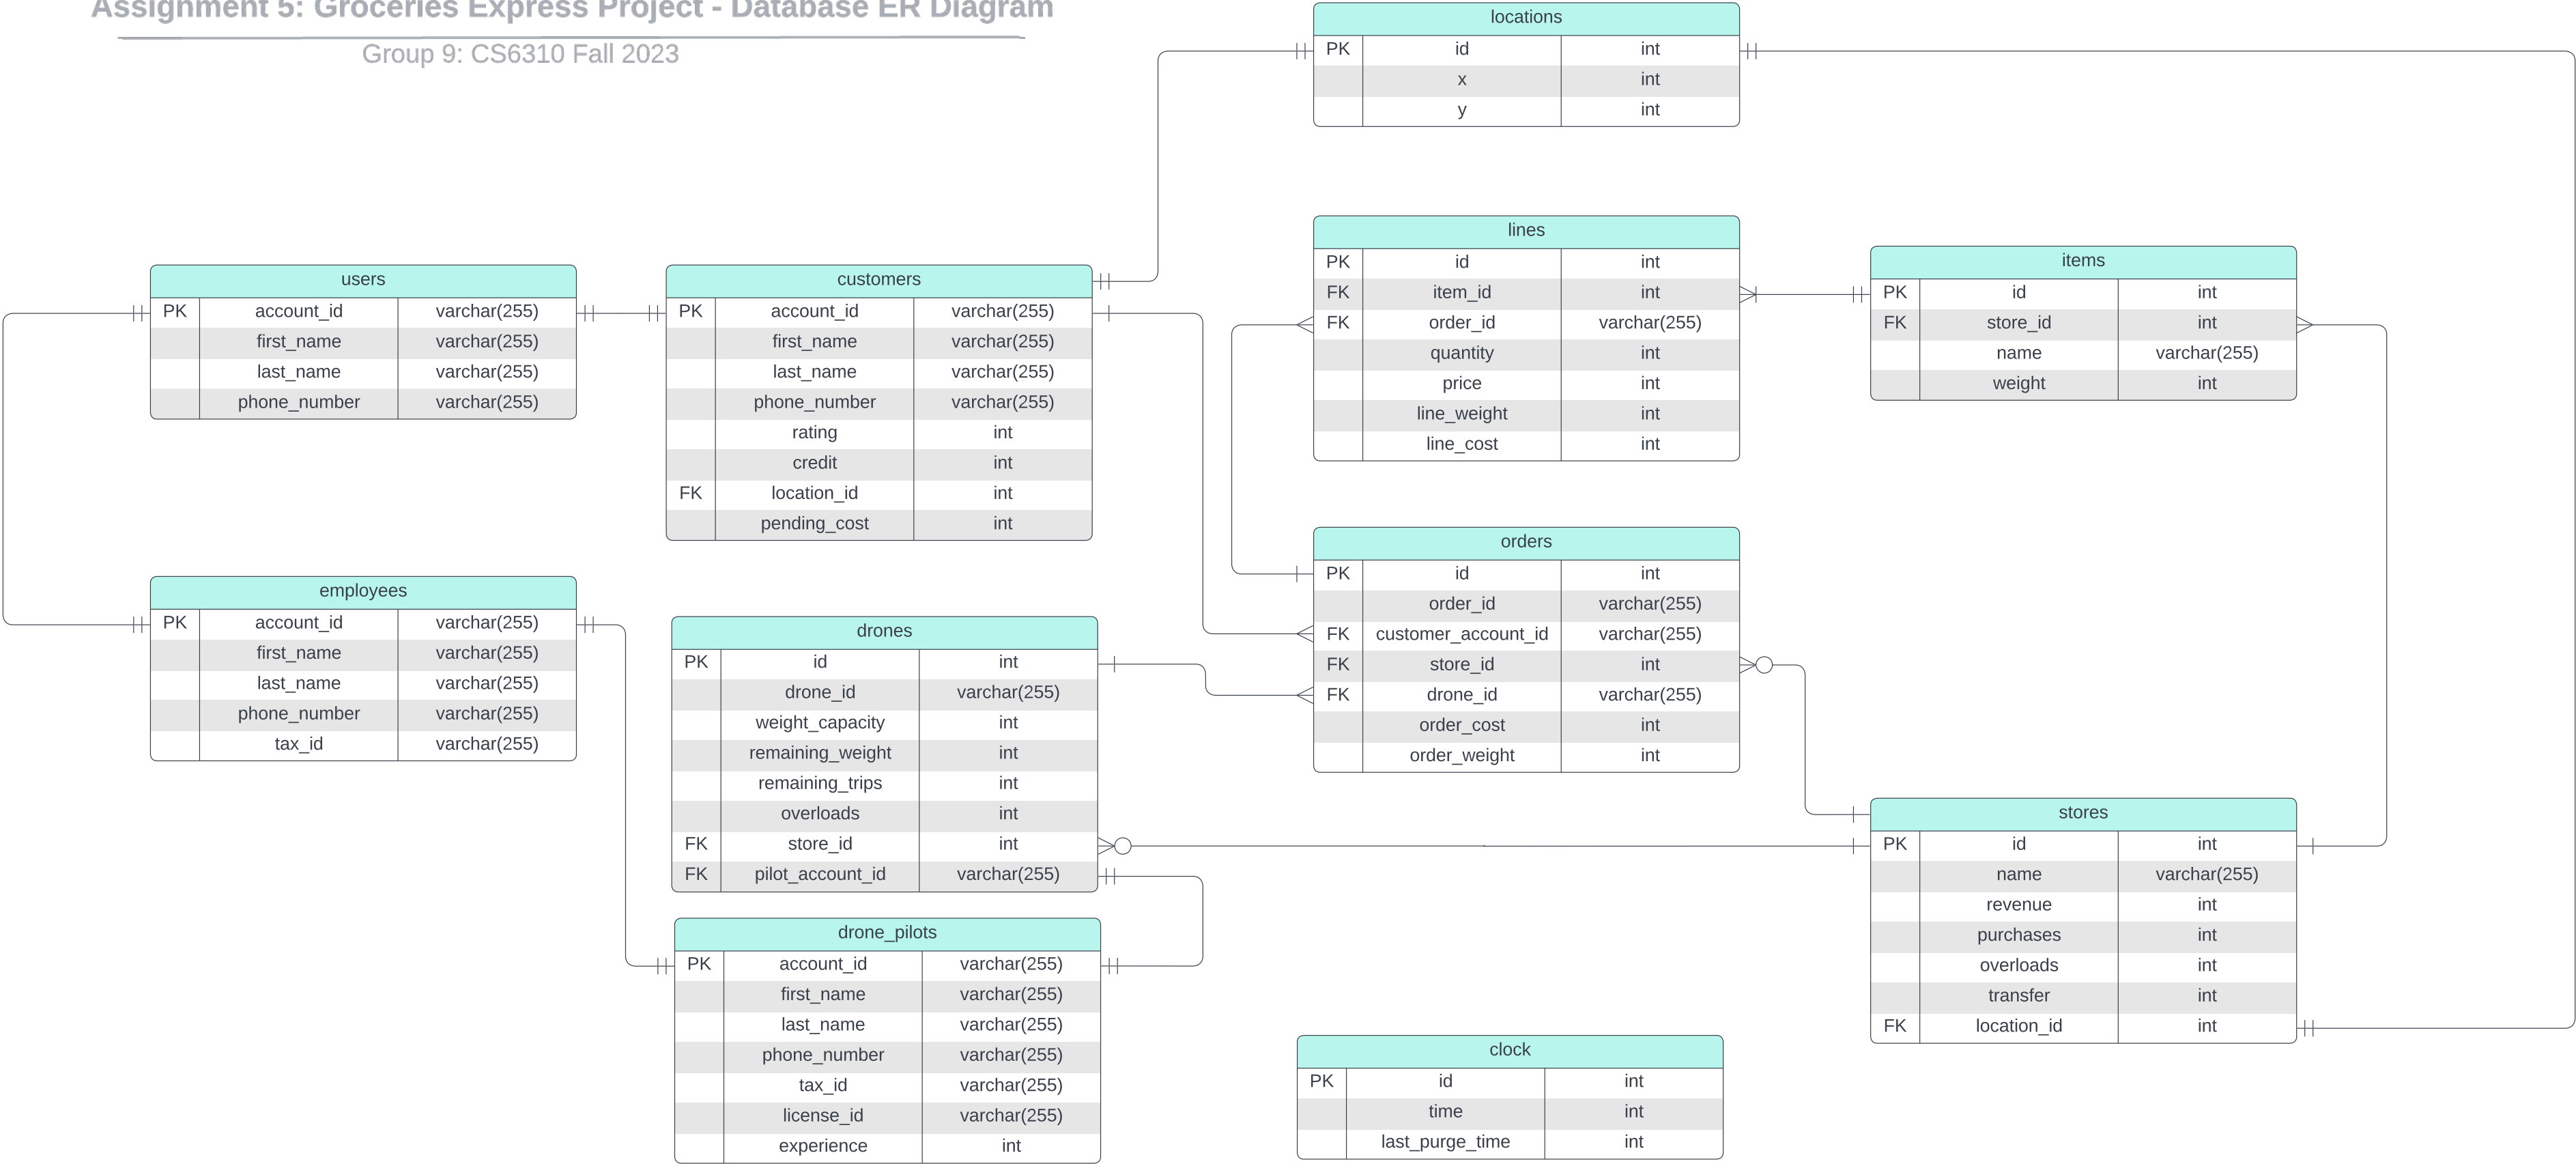 Assignment 5: Groceries Express Project - Database ER Diagram
Group 9: CS6310 Fall 2023
locations
PK id int
x int
y int
lines
PK id int
FK item_id int
FK order_id varchar(255)
quantity int
price int
line_weight int
line_cost int
items
PK id int
FK store_id int
name varchar(255)
weight int
users
PK account_id varchar(255)
first_name varchar(255)
last_name varchar(255)
phone_number varchar(255)
customers
PK account_id varchar(255)
first_name varchar(255)
last_name varchar(255)
phone_number varchar(255)
rating int
credit int
FK location_id int
pending_cost int
orders
PK id int
order_id varchar(255)
FK customer_account_id varchar(255)
FK store_id int
FK drone_id varchar(255)
order_cost int
order_weight int
employees
PK account_id varchar(255)
first_name varchar(255)
last_name varchar(255)
phone_number varchar(255)
tax_id varchar(255)
drones
PK id int
drone_id varchar(255)
weight_capacity int
remaining_weight int
remaining_trips int
overloads int
FK store_id int
FK pilot_account_id varchar(255)
stores
PK id int
name varchar(255)
revenue int
purchases int
overloads int
transfer int
FK location_id int
drone_pilots
PK account_id varchar(255)
first_name varchar(255)
last_name varchar(255)
phone_number varchar(255)
tax_id varchar(255)
license_id varchar(255)
experience int
clock
PK id int
time int
last_purge_time int